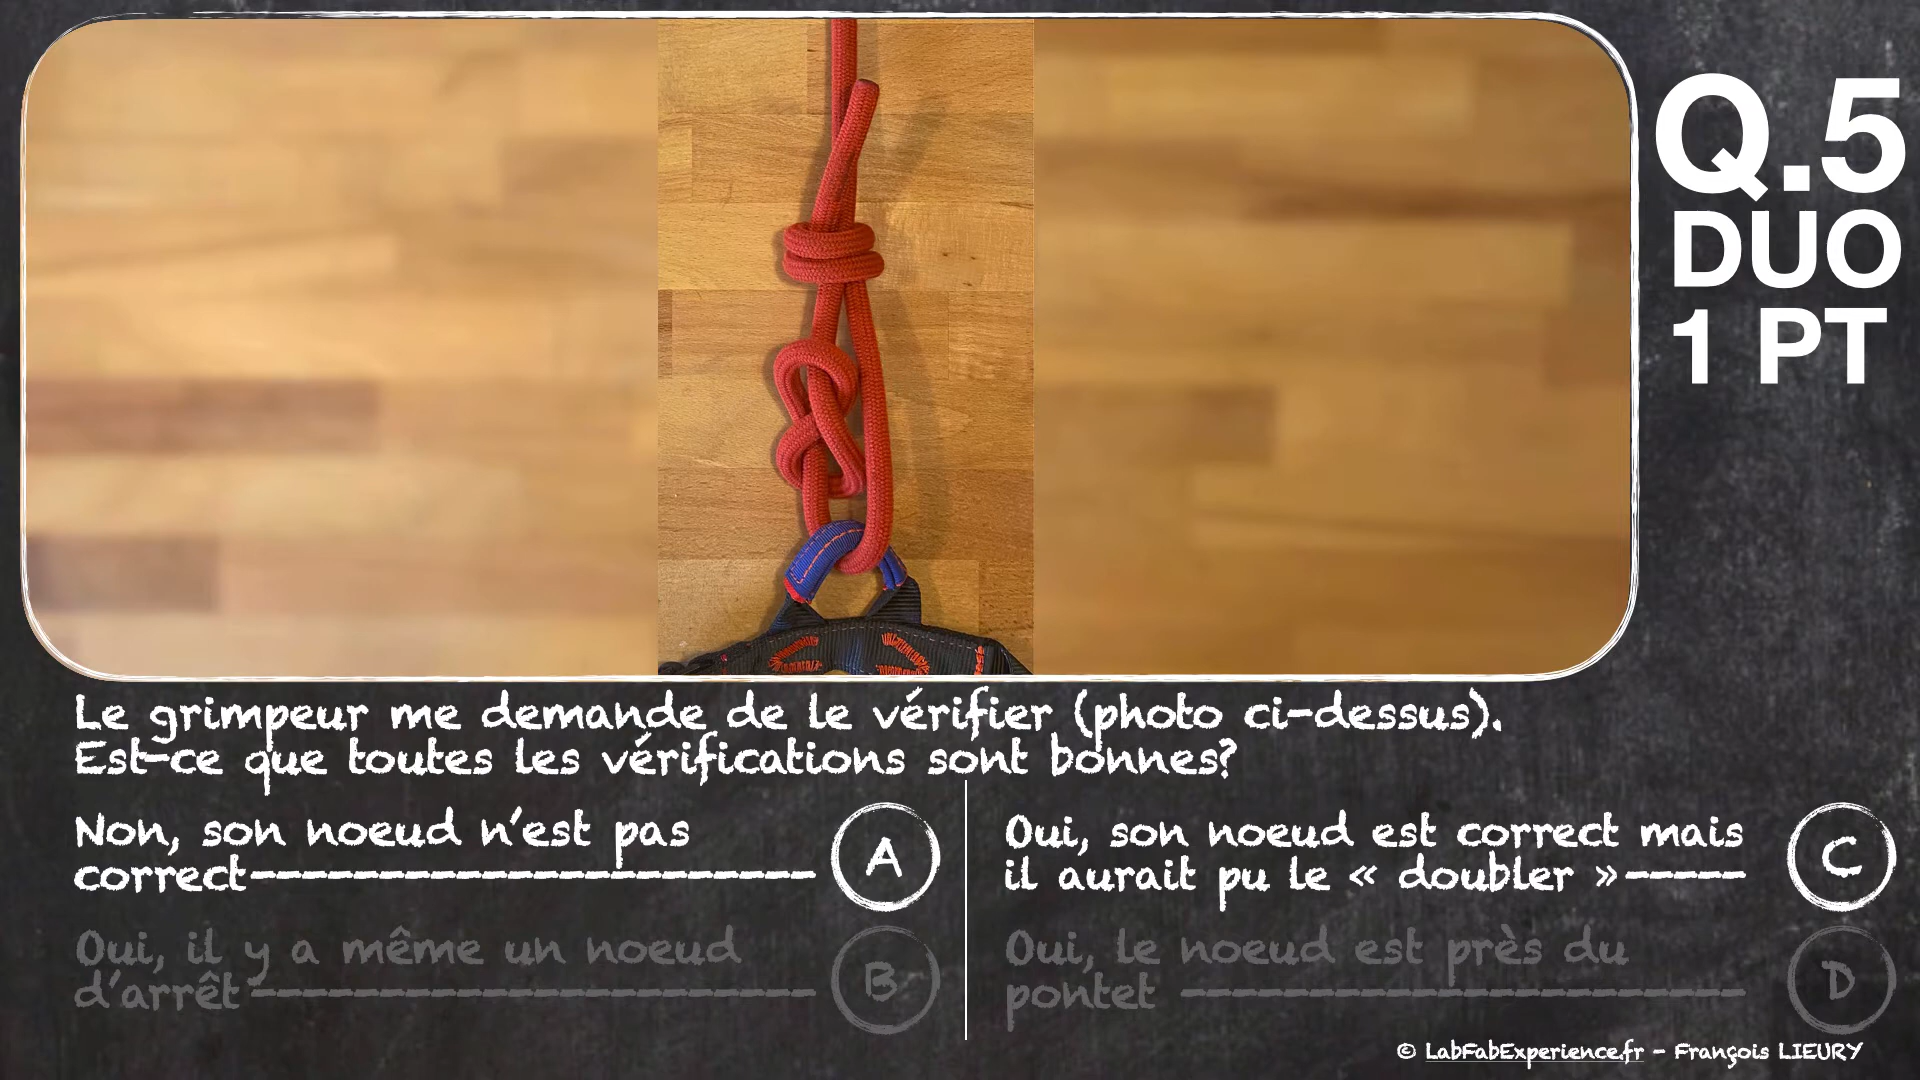 Q.5
DUO
1 PT
Le grimpeur me demande de le vérifier (photo ci-dessus).
Est-ce que toutes les vérifications sont bonnes?
Non, son noeud n'est pas
correct----------------------- A
Oui, il y a même un noeud
d'arrêt ----------------------- B
Oui, son noeud est correct mais
il aurait pu le « doubler »----- C
Oui, le noeud est près du
pontet ----------------------- D
© LabFabExperience.fr - François LIEURY